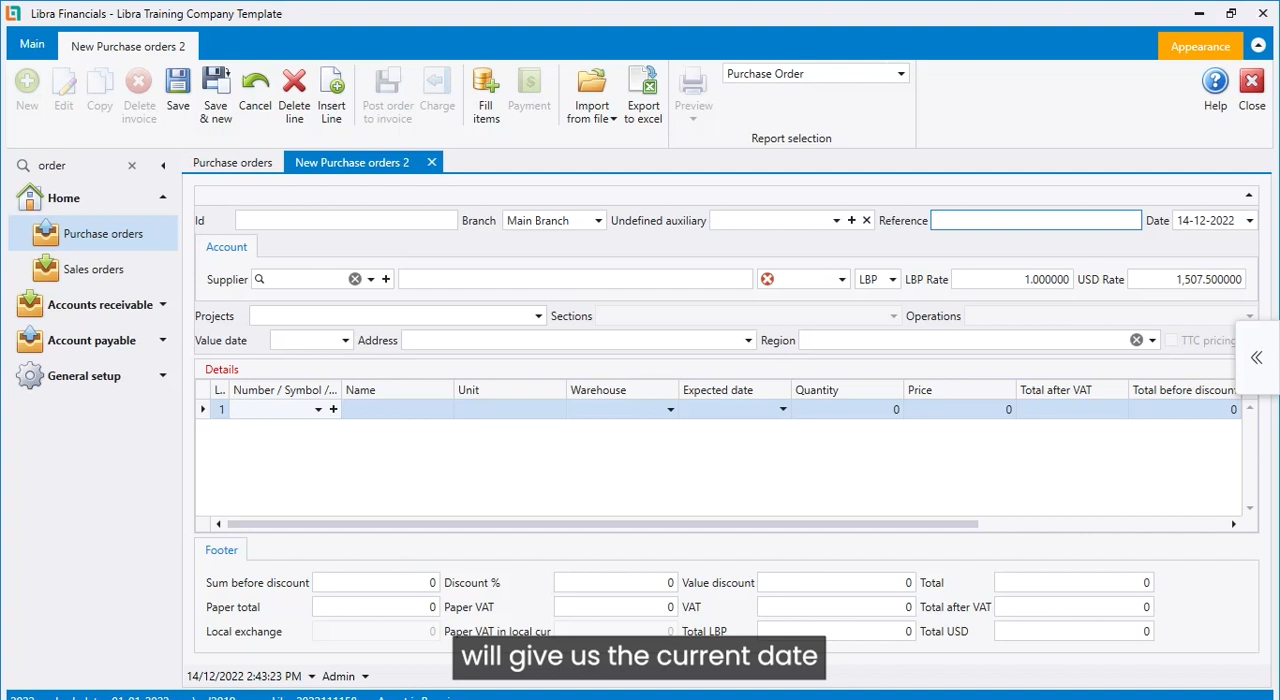 Libra Financials - Libra Training Company Template
Main
New Purchase orders 2
Appearance
New
Edit
Copy
Delete invoice
Save
Save & new
Cancel
Delete line
Insert Line
Post order to invoice
Charge
Fill items
Payment
Import from file
Export to excel
Preview
Purchase Order
Report selection
Help
Close
order
Home
Purchase orders
Sales orders
Accounts receivable
Account payable
General setup
Purchase orders
New Purchase orders 2
Id
Branch Main Branch
Undefined auxiliary
Reference
Date 14-12-2022
Account
Supplier
LBP
LBP Rate 1.000000
USD Rate 1,507.500000
Projects
Sections
Operations
Value date
Address
Region
TTC pricing
Details
L.. Number / Symbol /... Name Unit Warehouse Expected date Quantity Price Total after VAT Total before discoun
1 0 0 0
Footer
Sum before discount 0 Discount % 0 Value discount 0 Total 0
Paper total 0 Paper VAT 0 VAT 0 Total after VAT 0
Local exchange 0 Paper VAT in local cur 0 Total LBP 0 Total USD 0
will give us the current date
14/12/2022 2:43:23 PM Admin